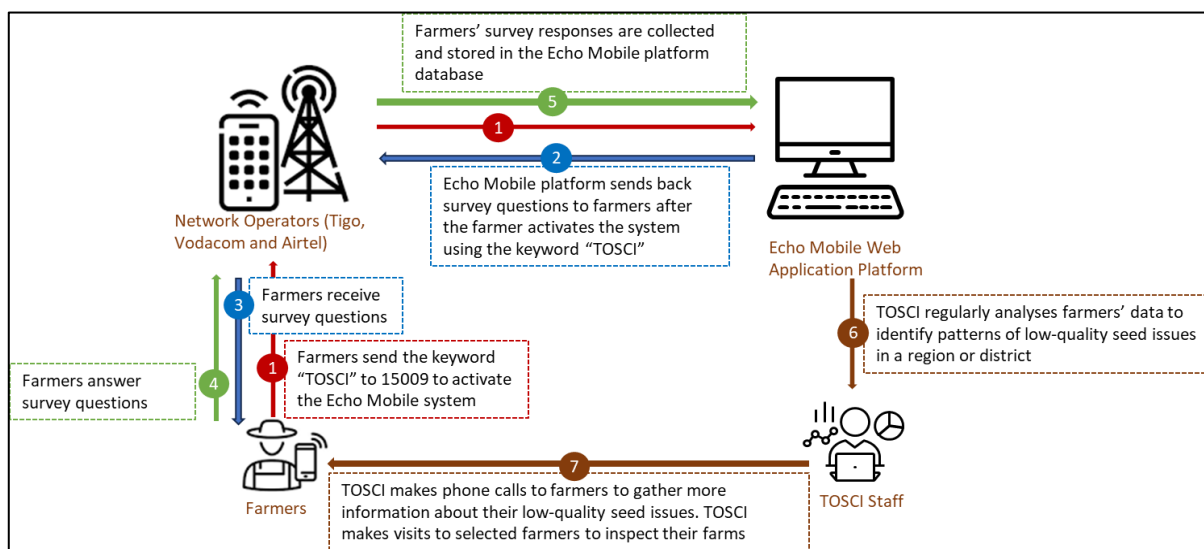 Farmers’ survey responses are collected
and stored in the Echo Mobile platform
database
5
1
2
Echo Mobile platform sends back
survey questions to farmers after
the farmer activates the system
using the keyword “TOSCI”
Network Operators (Tigo,
Vodacom and Airtel)
Echo Mobile Web
Application Platform
3
Farmers receive
survey questions
6
TOSCI regularly analyses farmers’ data to
identify patterns of low-quality seed issues
in a region or district
4
Farmers answer
survey questions
1
Farmers send the keyword
“TOSCI” to 15009 to activate
the Echo Mobile system
Farmers
7
TOSCI Staff
TOSCI makes phone calls to farmers to gather more
information about their low-quality seed issues. TOSCI
makes visits to selected farmers to inspect their farms